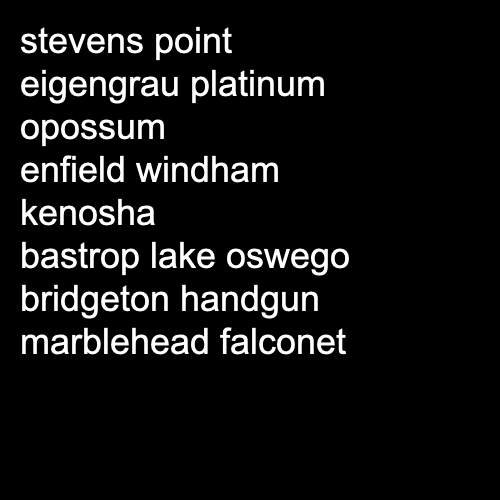 stevens point
eigengrau platinum
opossum
enfield windham
kenosha
bastrop lake oswego
bridgeton handgun
marblehead falconet